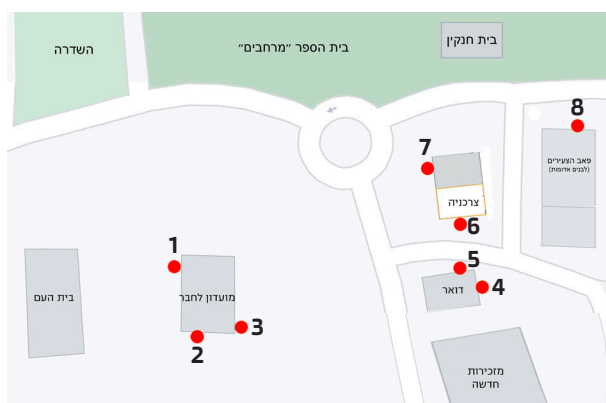 השדרה
בית הספר "מרחבים"
בית חנקין
8
7
פאב הצעירים
(לבנים אדומות)
צרכניה
6
1
5
בית העם
מועדון לחבר
דואר
4
3
2
מזכירות
חדשה